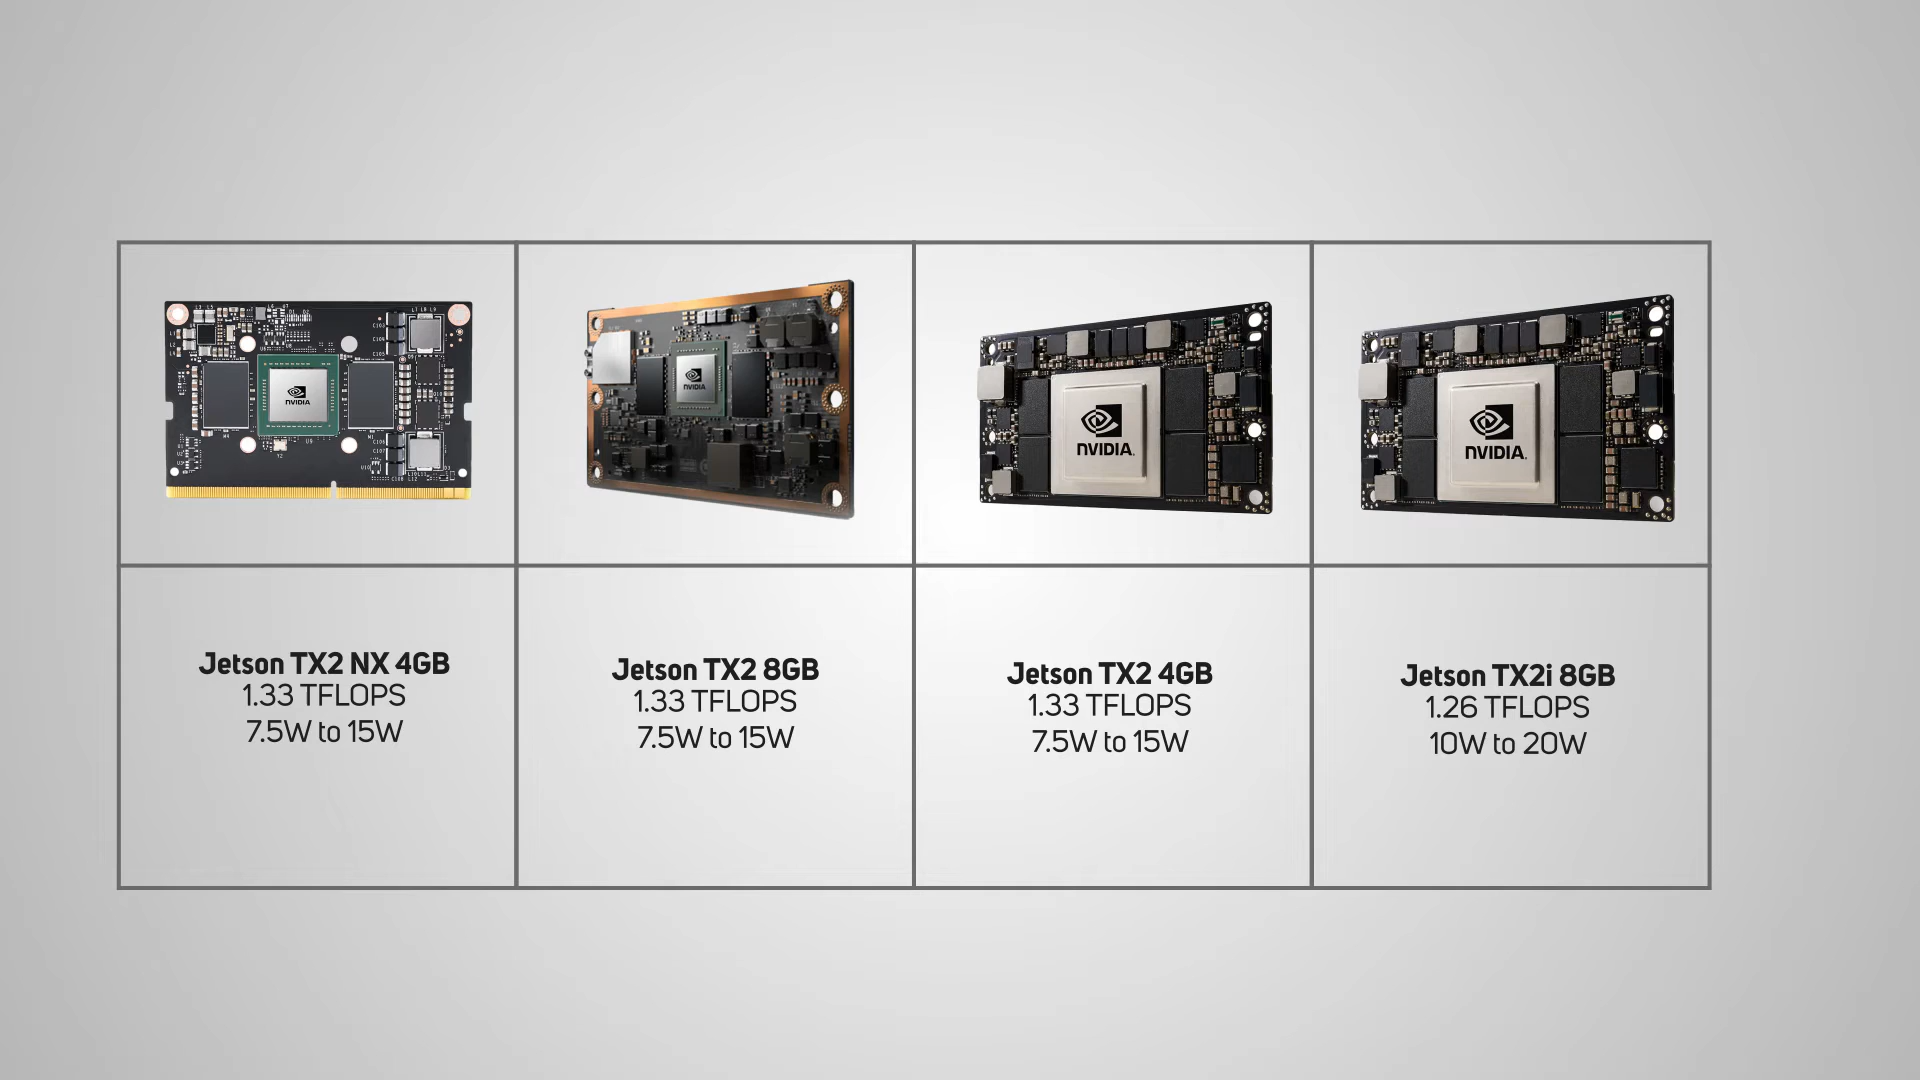 NVIDIA
NVIDIA
NVIDIA.
NVIDIA.
Jetson TX2 NX 4GB
1.33 TFLOPS
7.5W to 15W
Jetson TX2 8GB
1.33 TFLOPS
7.5W to 15W
Jetson TX2 4GB
1.33 TFLOPS
7.5W to 15W
Jetson TX2i 8GB
1.26 TFLOPS
10W to 20W